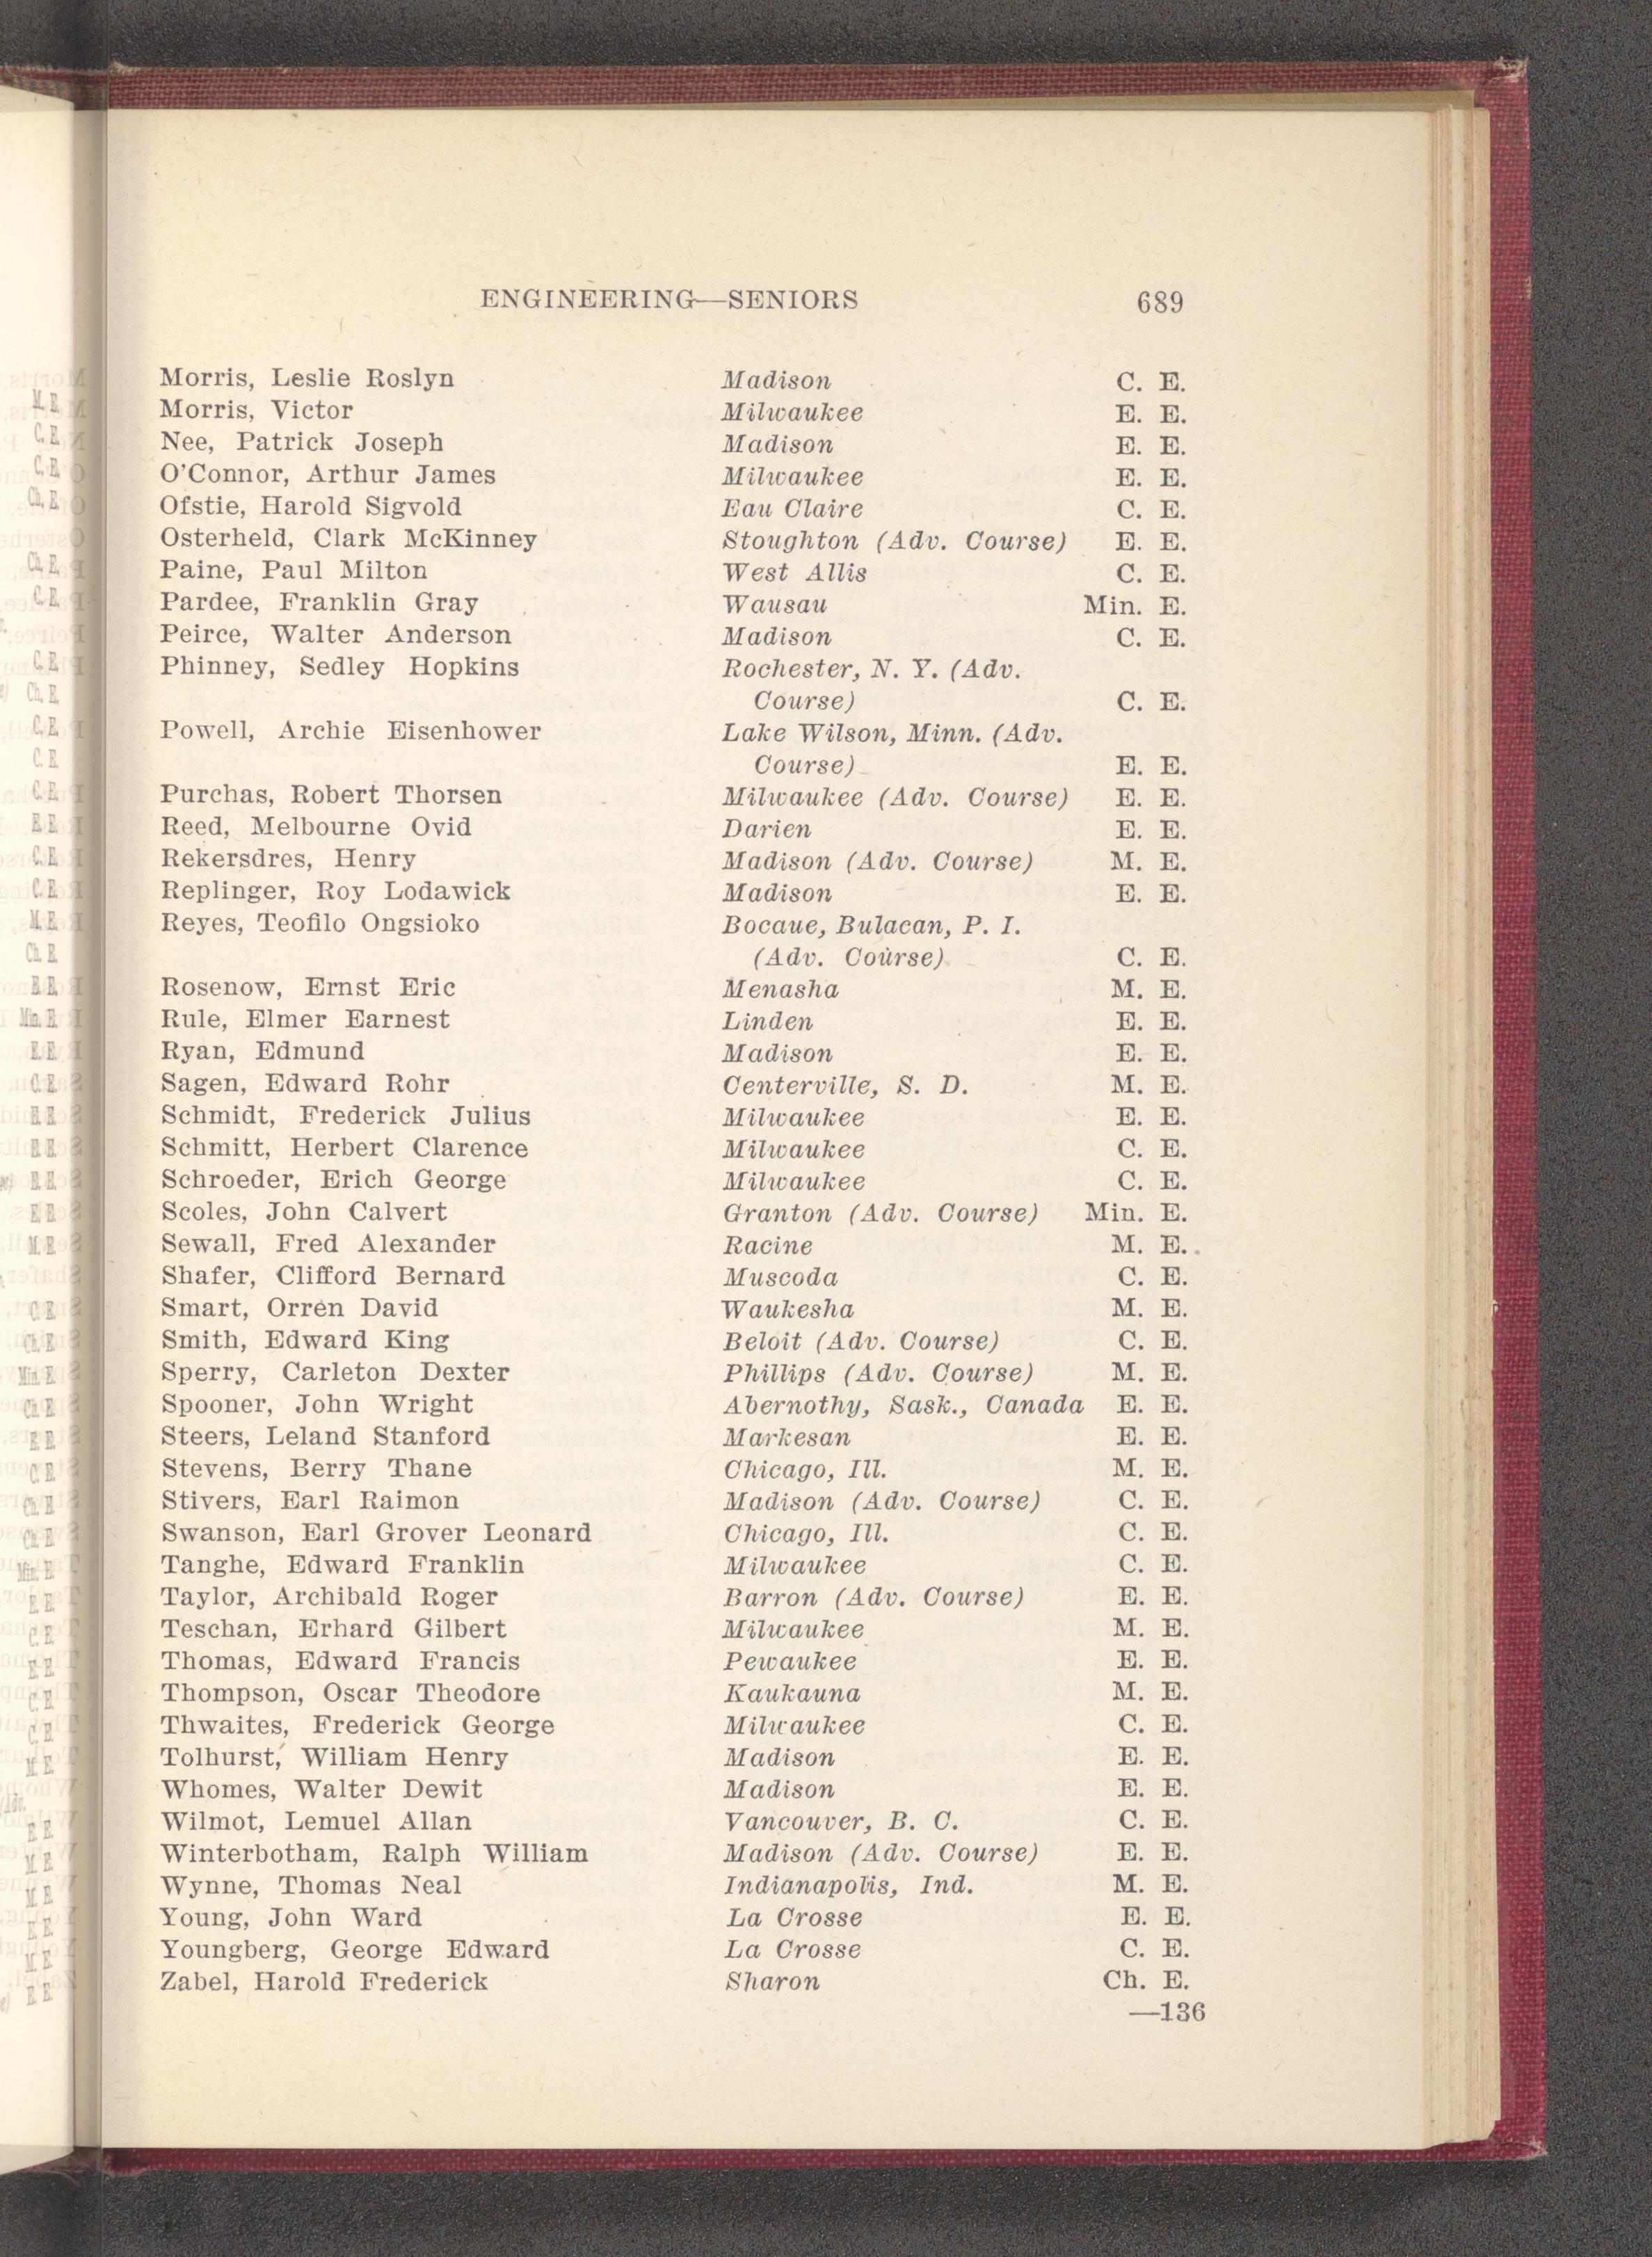 ENGINEERING—SENIORS 689
Morris, Leslie Roslyn Madison C. E.
Morris, Victor Milwaukee E. E.
Nee, Patrick Joseph Madison E. E.
O'Connor, Arthur James Milwaukee E. E.
Ofstie, Harold Sigvold Eau Claire C. E.
Osterheld, Clark McKinney Stoughton (Adv. Course) E. E.
Paine, Paul Milton West Allis C. E.
Pardee, Franklin Gray Wausau Min. E.
Peirce, Walter Anderson Madison C. E.
Phinney, Sedley Hopkins Rochester, N. Y. (Adv.
Course) C. E.
Powell, Archie Eisenhower Lake Wilson, Minn. (Adv.
Course) E. E.
Purchas, Robert Thorsen Milwaukee (Adv. Course) E. E.
Reed, Melbourne Ovid Darien E. E.
Rekersdres, Henry Madison (Adv. Course) M. E.
Replinger, Roy Lodawick Madison E. E.
Reyes, Teofilo Ongsioko Bocaue, Bulacan, P. I.
(Adv. Course) C. E.
Rosenow, Ernst Eric Menasha M. E.
Rule, Elmer Earnest Linden E. E.
Ryan, Edmund Madison E. E.
Sagen, Edward Rohr Centerville, S. D. M. E.
Schmidt, Frederick Julius Milwaukee E. E.
Schmitt, Herbert Clarence Milwaukee C. E.
Schroeder, Erich George Milwaukee C. E.
Scoles, John Calvert Granton (Adv. Course) Min. E.
Sewall, Fred Alexander Racine M. E.
Shafer, Clifford Bernard Muscoda C. E.
Smart, Orren David Waukesha M. E.
Smith, Edward King Beloit (Adv. Course) C. E.
Sperry, Carleton Dexter Phillips (Adv. Course) M. E.
Spooner, John Wright Abernothy, Sask., Canada E. E.
Steers, Leland Stanford Markesan E. E.
Stevens, Berry Thane Chicago, Ill. M. E.
Stivers, Earl Raimon Madison (Adv. Course) C. E.
Swanson, Earl Grover Leonard Chicago, Ill. C. E.
Tanghe, Edward Franklin Milwaukee C. E.
Taylor, Archibald Roger Barron (Adv. Course) E. E.
Teschan, Erhard Gilbert Milwaukee M. E.
Thomas, Edward Francis Pewaukee E. E.
Thompson, Oscar Theodore Kaukauna M. E.
Thwaites, Frederick George Milwaukee C. E.
Tolhurst, William Henry Madison E. E.
Whomes, Walter Dewit Madison E. E.
Wilmot, Lemuel Allan Vancouver, B. C. C. E.
Winterbotham, Ralph William Madison (Adv. Course) E. E.
Wynne, Thomas Neal Indianapolis, Ind. M. E.
Young, John Ward La Crosse E. E.
Youngberg, George Edward La Crosse C. E.
Zabel, Harold Frederick Sharon Ch. E.
—136